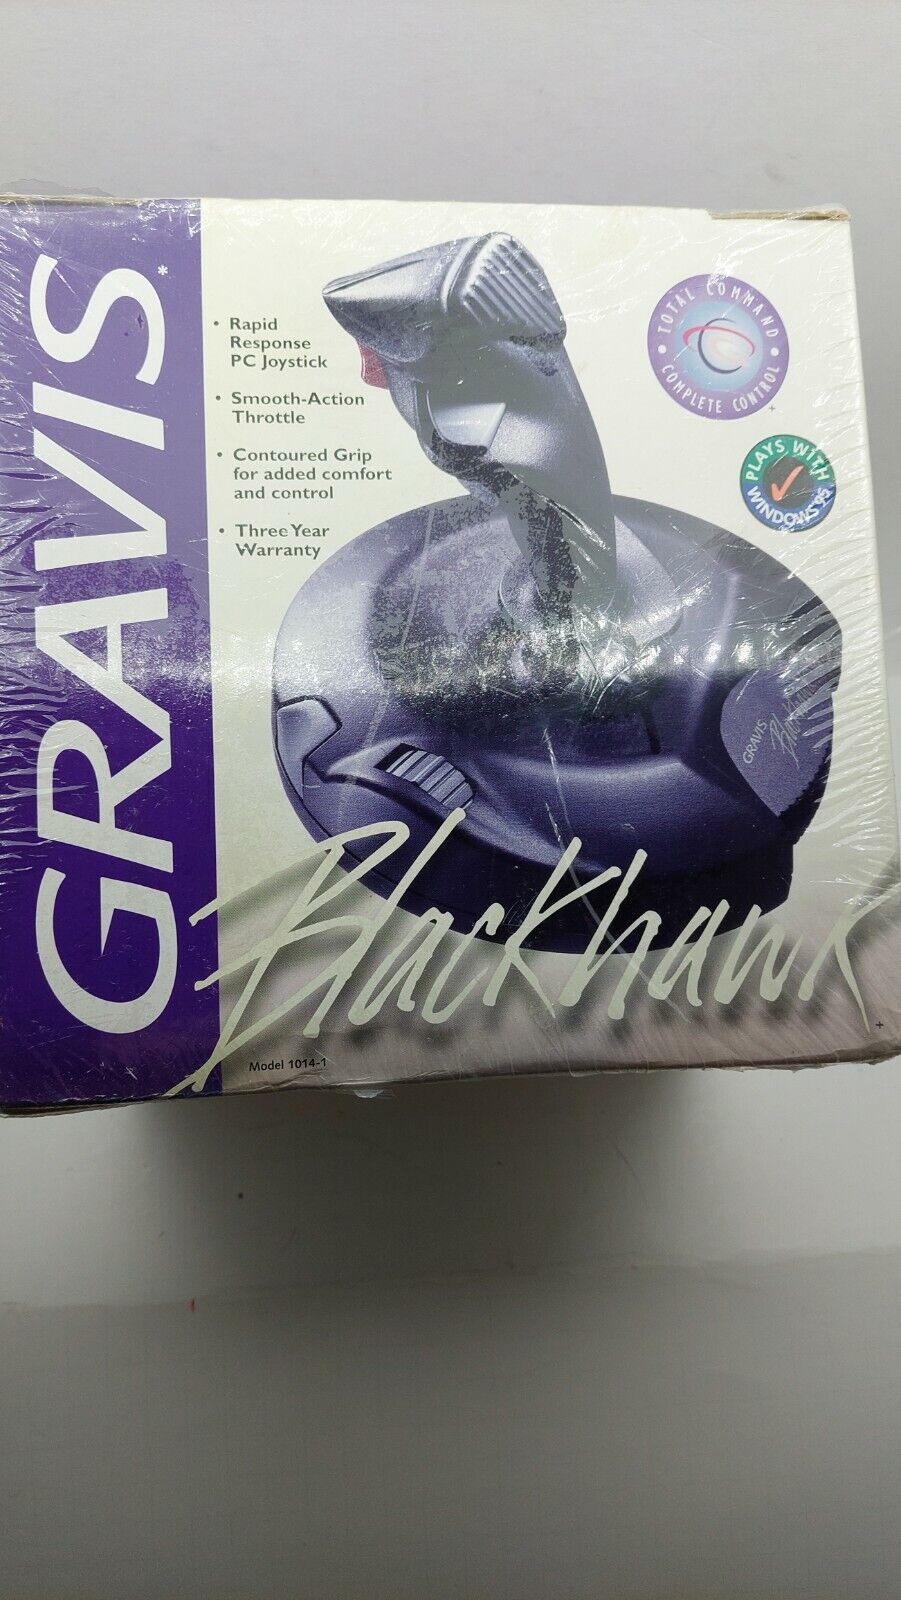 GRAVIS*
• Rapid
Response
PC Joystick
• Smooth-Action
Throttle
• Contoured Grip
for added comfort
and control
• Three Year
Warranty
• TOTAL COMMAND •
COMPLETE CONTROL
PLAYS WITH
WINDOWS 95
GRAVIS
Blackhawk
Blackhawk
Model 1014-1